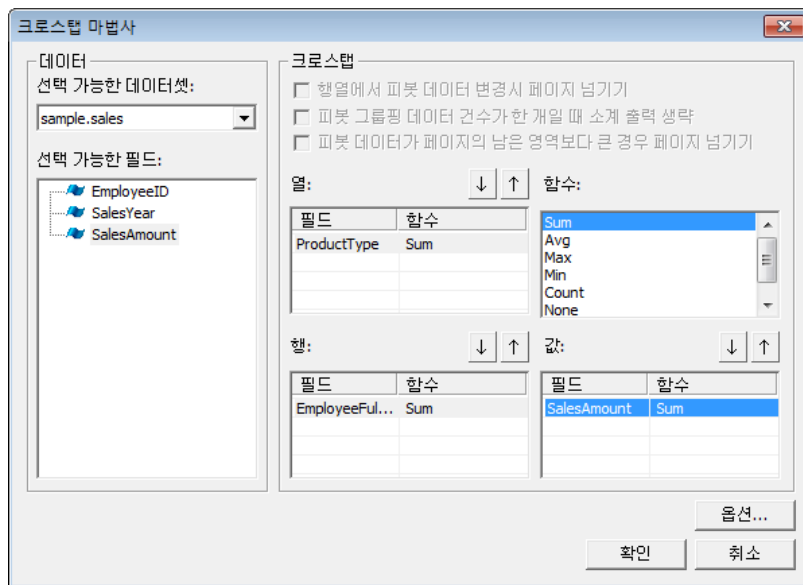 크로스탭 마법사
데이터
선택 가능한 데이터셋:
sample.sales
선택 가능한 필드:
EmployeeID
SalesYear
SalesAmount
크로스탭
행열에서 피봇 데이터 변경시 페이지 넘기기
피봇 그룹핑 데이터 건수가 한 개일 때 소계 출력 생략
피봇 데이터가 페이지의 남은 영역보다 큰 경우 페이지 넘기기
열: ↓ ↑
필드 함수
ProductType Sum
함수:
Sum
Avg
Max
Min
Count
None
행: ↓ ↑
필드 함수
EmployeeFul... Sum
값: ↓ ↑
필드 함수
SalesAmount Sum
옵션...
확인 취소